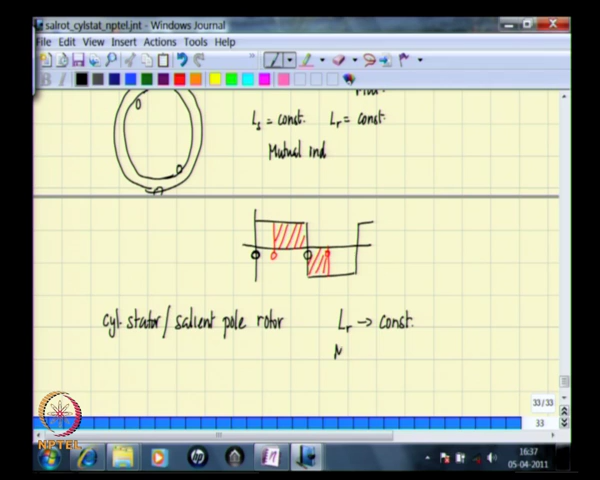 salrot_cylstat_nptel.jnt - Windows Journal
File Edit View Insert Actions Tools Help
Ls = const. Lr = const
Mutual ind
cyl. stator / salient pole rotor Lr → const.
M
33/33
33
NPTEL
16:37
05-04-2011